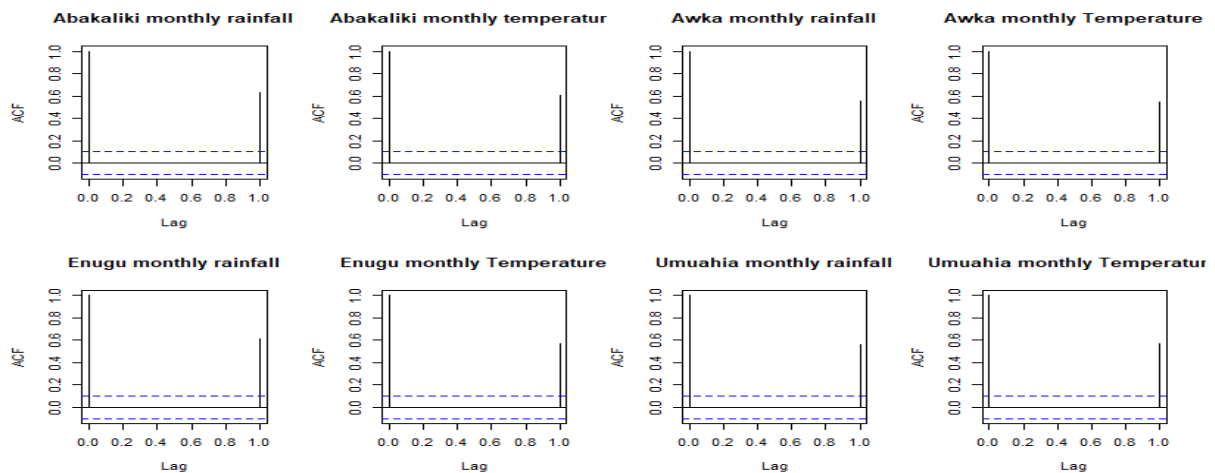 Abakaliki monthly rainfall
ACF
0.0 0.2 0.4 0.6 0.8 1.0
0.0 0.2 0.4 0.6 0.8 1.0
Lag
Abakaliki monthly temperatur
ACF
0.0 0.2 0.4 0.6 0.8 1.0
0.0 0.2 0.4 0.6 0.8 1.0
Lag
Awka monthly rainfall
ACF
0.0 0.2 0.4 0.6 0.8 1.0
0.0 0.2 0.4 0.6 0.8 1.0
Lag
Awka monthly Temperature
ACF
0.0 0.2 0.4 0.6 0.8 1.0
0.0 0.2 0.4 0.6 0.8 1.0
Lag
Enugu monthly rainfall
ACF
0.0 0.2 0.4 0.6 0.8 1.0
0.0 0.2 0.4 0.6 0.8 1.0
Lag
Enugu monthly Temperature
ACF
0.0 0.2 0.4 0.6 0.8 1.0
0.0 0.2 0.4 0.6 0.8 1.0
Lag
Umuahia monthly rainfall
ACF
0.0 0.2 0.4 0.6 0.8 1.0
0.0 0.2 0.4 0.6 0.8 1.0
Lag
Umuahia monthly Temperatur
ACF
0.0 0.2 0.4 0.6 0.8 1.0
0.0 0.2 0.4 0.6 0.8 1.0
Lag